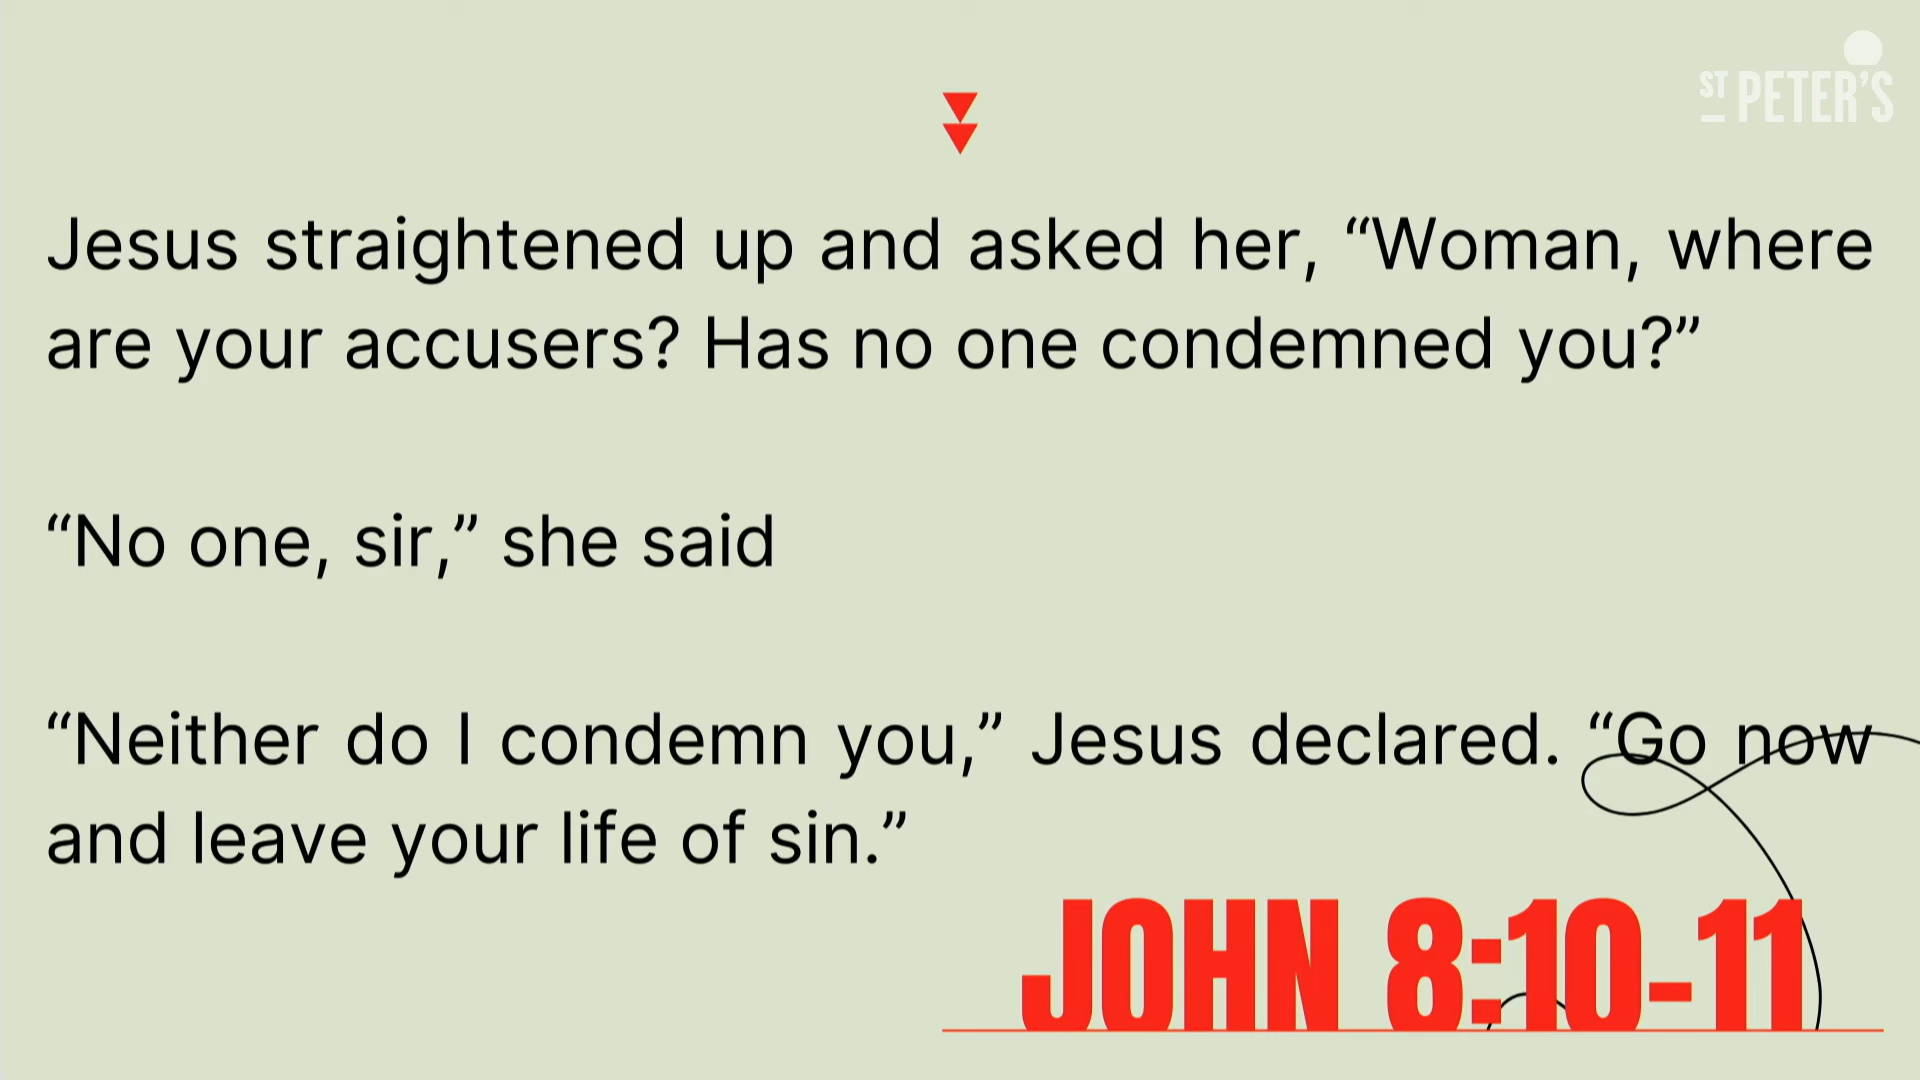 ST PETER'S
Jesus straightened up and asked her, “Woman, where
are your accusers? Has no one condemned you?”
“No one, sir,” she said
“Neither do I condemn you,” Jesus declared. “Go now
and leave your life of sin.”
JOHN 8:10-11